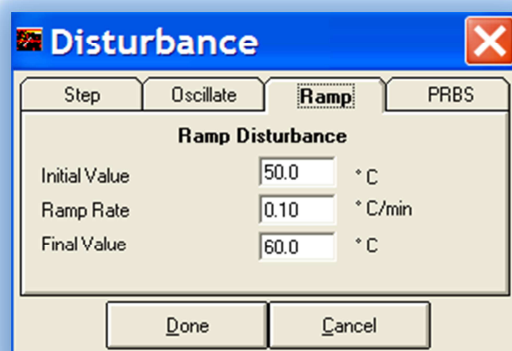 Disturbance
Step Oscillate Ramp PRBS
Ramp Disturbance
Initial Value 50.0 ° C
Ramp Rate 0.10 ° C/min
Final Value 60.0 ° C
Done Cancel